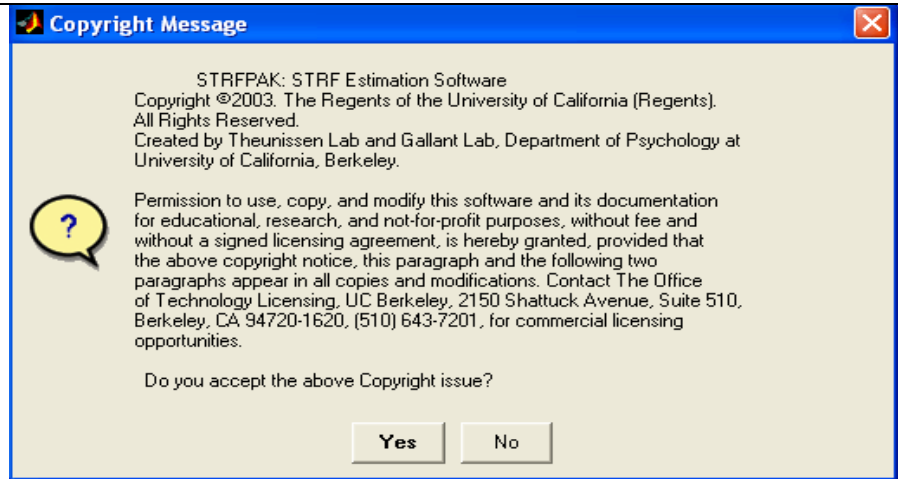 Copyright Message
STRFPAK: STRF Estimation Software
Copyright ©2003. The Regents of the University of California (Regents).
All Rights Reserved.
Created by Theunissen Lab and Gallant Lab, Department of Psychology at
University of California, Berkeley.
Permission to use, copy, and modify this software and its documentation
for educational, research, and not-for-profit purposes, without fee and
without a signed licensing agreement, is hereby granted, provided that
the above copyright notice, this paragraph and the following two
paragraphs appear in all copies and modifications. Contact The Office
of Technology Licensing, UC Berkeley, 2150 Shattuck Avenue, Suite 510,
Berkeley, CA 94720-1620, (510) 643-7201, for commercial licensing
opportunities.
?
Do you accept the above Copyright issue?
Yes
No